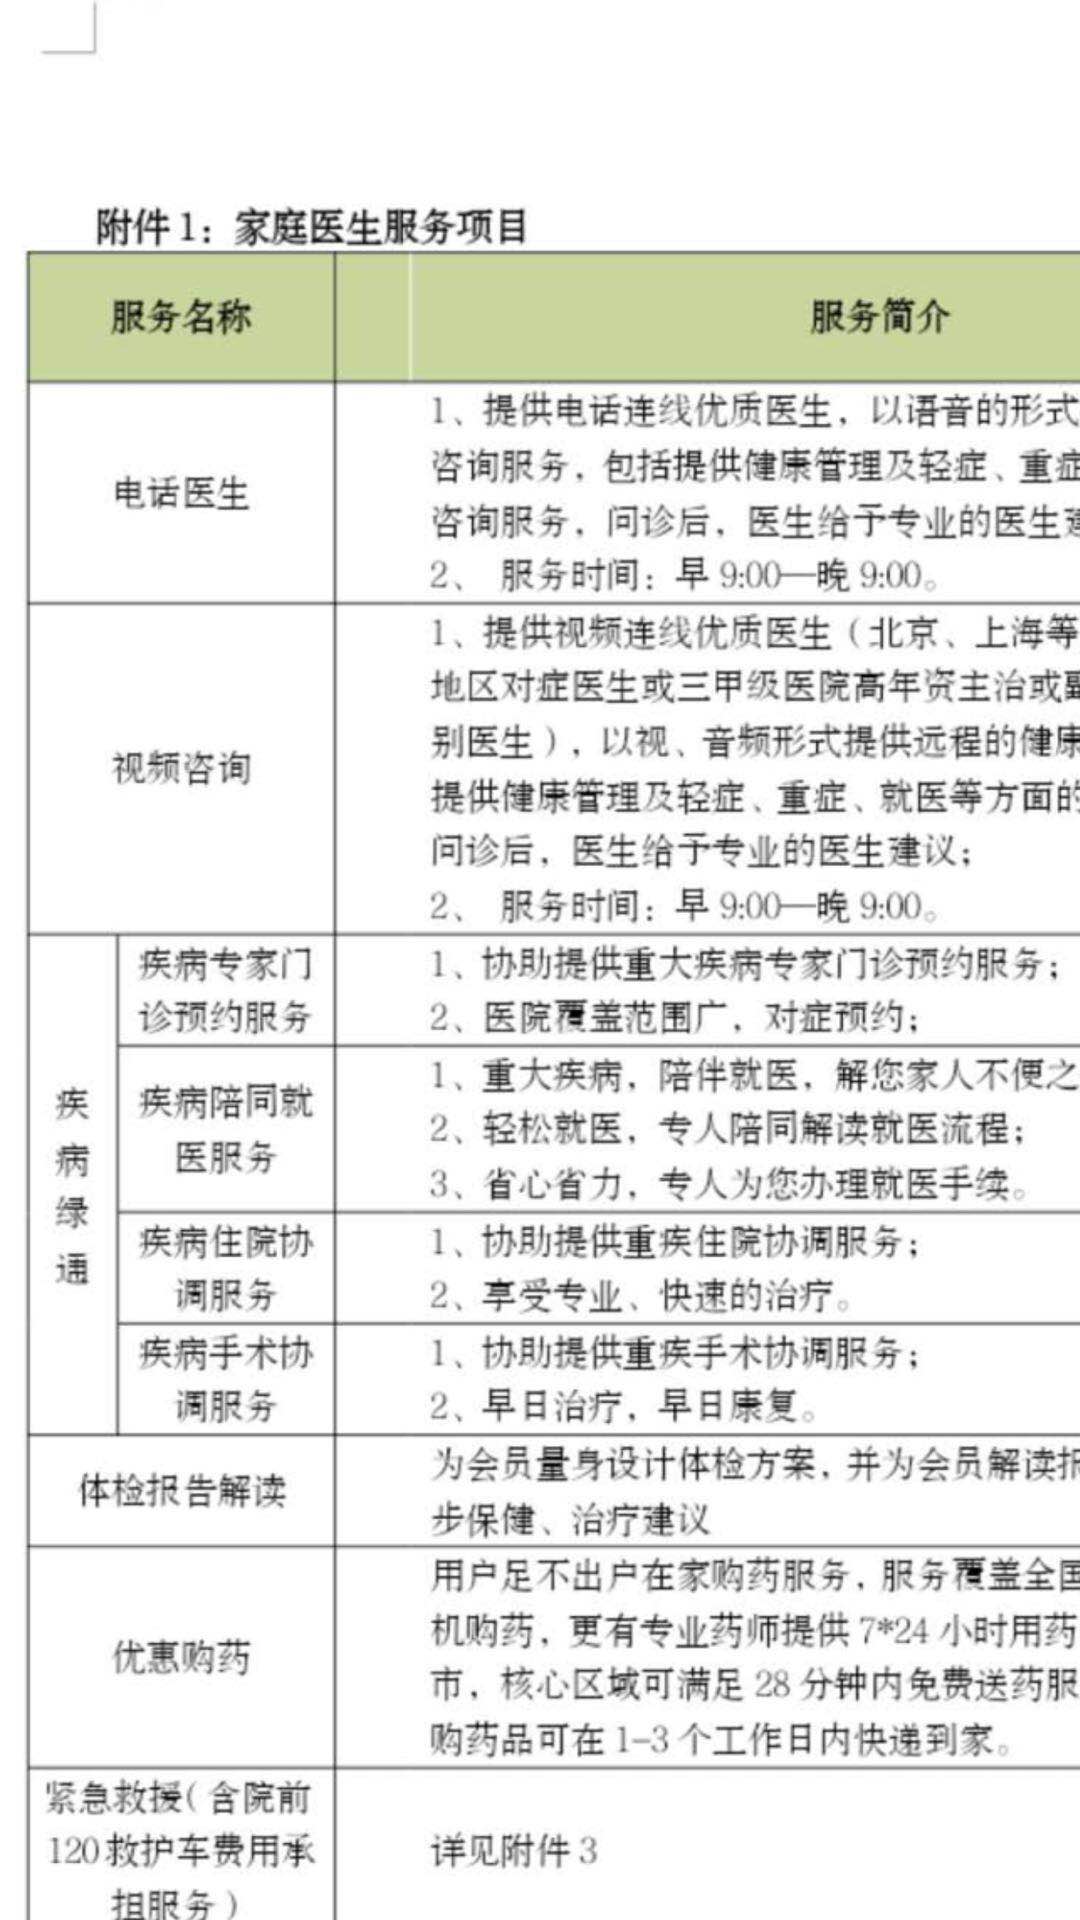 附件1：家庭医生服务项目
服务名称
服务简介
电话医生
1、提供电话连线优质医生，以语音的形式
咨询服务，包括提供健康管理及轻症、重症
咨询服务，问诊后，医生给予专业的医生建
2、 服务时间：早 9:00—晚 9:00。
视频咨询
1、提供视频连线优质医生（北京、上海等
地区对症医生或三甲级医院高年资主治或副
别医生），以视、音频形式提供远程的健康
提供健康管理及轻症、重症、就医等方面的
问诊后，医生给予专业的医生建议；
2、 服务时间：早 9:00—晚 9:00。
疾
病
绿
通
疾病专家门
诊预约服务
1、协助提供重大疾病专家门诊预约服务；
2、医院覆盖范围广，对症预约；
疾病陪同就
医服务
1、重大疾病，陪伴就医，解您家人不便之
2、轻松就医，专人陪同解读就医流程；
3、省心省力，专人为您办理就医手续。
疾病住院协
调服务
1、协助提供重疾住院协调服务；
2、享受专业、快速的治疗。
疾病手术协
调服务
1、协助提供重疾手术协调服务；
2、早日治疗，早日康复。
体检报告解读
为会员量身设计体检方案，并为会员解读报
步保健、治疗建议
优惠购药
用户足不出户在家购药服务，服务覆盖全国
机购药，更有专业药师提供 7*24 小时用药
市，核心区域可满足 28 分钟内免费送药服
购药品可在 1-3 个工作日内快递到家。
紧急救援（含院前
120救护车费用承
担服务）
详见附件 3